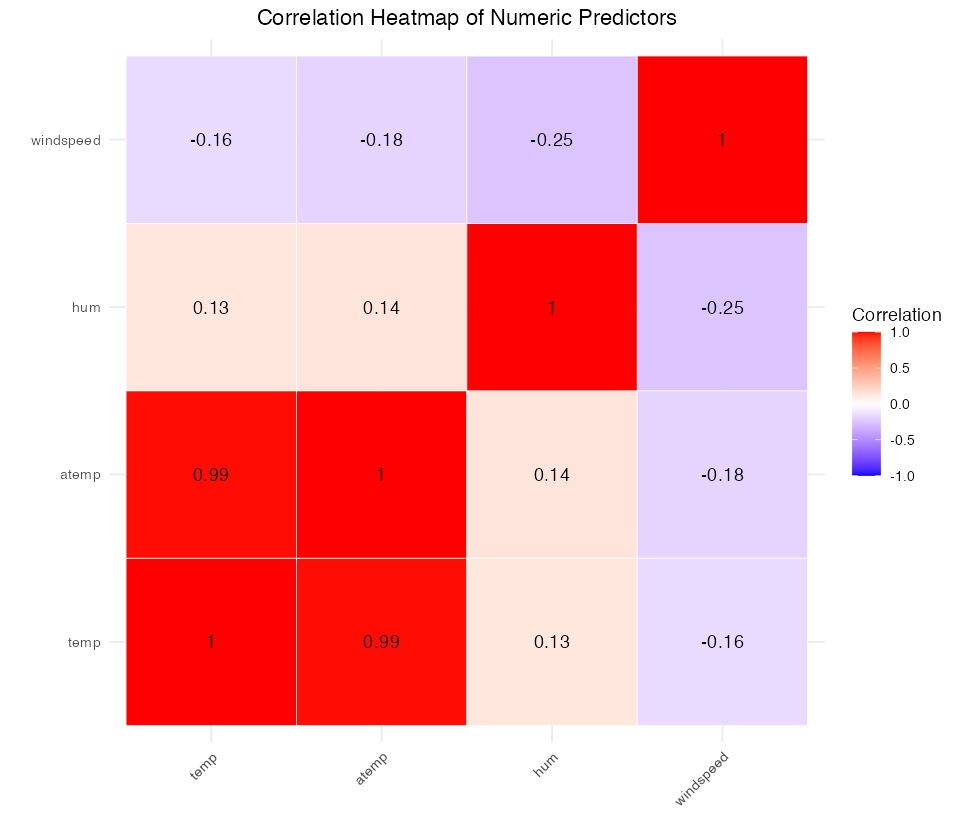 Correlation Heatmap of Numeric Predictors
windspeed -0.16 -0.18 -0.25 1
hum 0.13 0.14 1 -0.25
atemp 0.99 1 0.14 -0.18
temp 1 0.99 0.13 -0.16
temp atemp hum windspeed
Correlation
1.0
0.5
0.0
-0.5
-1.0